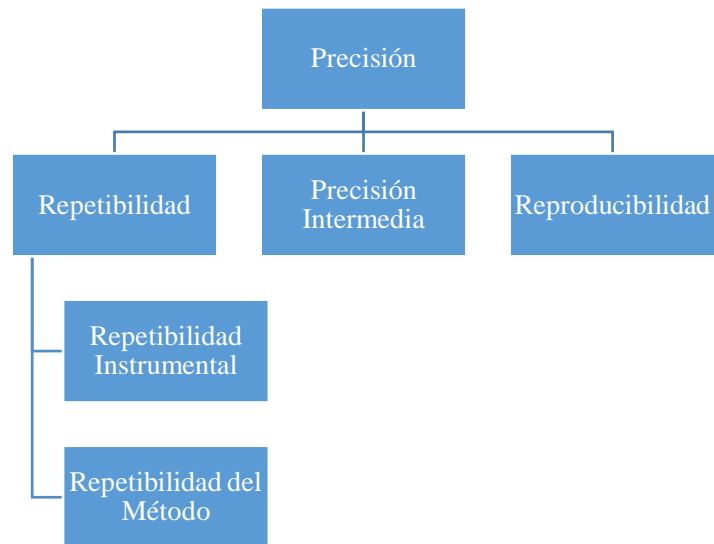 Precisión
Repetibilidad
Precisión
Intermedia
Reproducibilidad
Repetibilidad
Instrumental
Repetibilidad del
Método